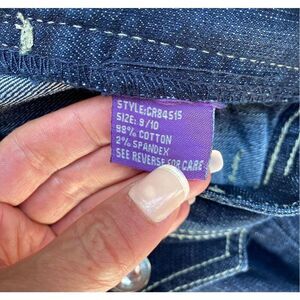 STYLE:CR84515
SIZE: 9/10
98% COTTON
2% SPANDEX
SEE REVERSE FOR CARE